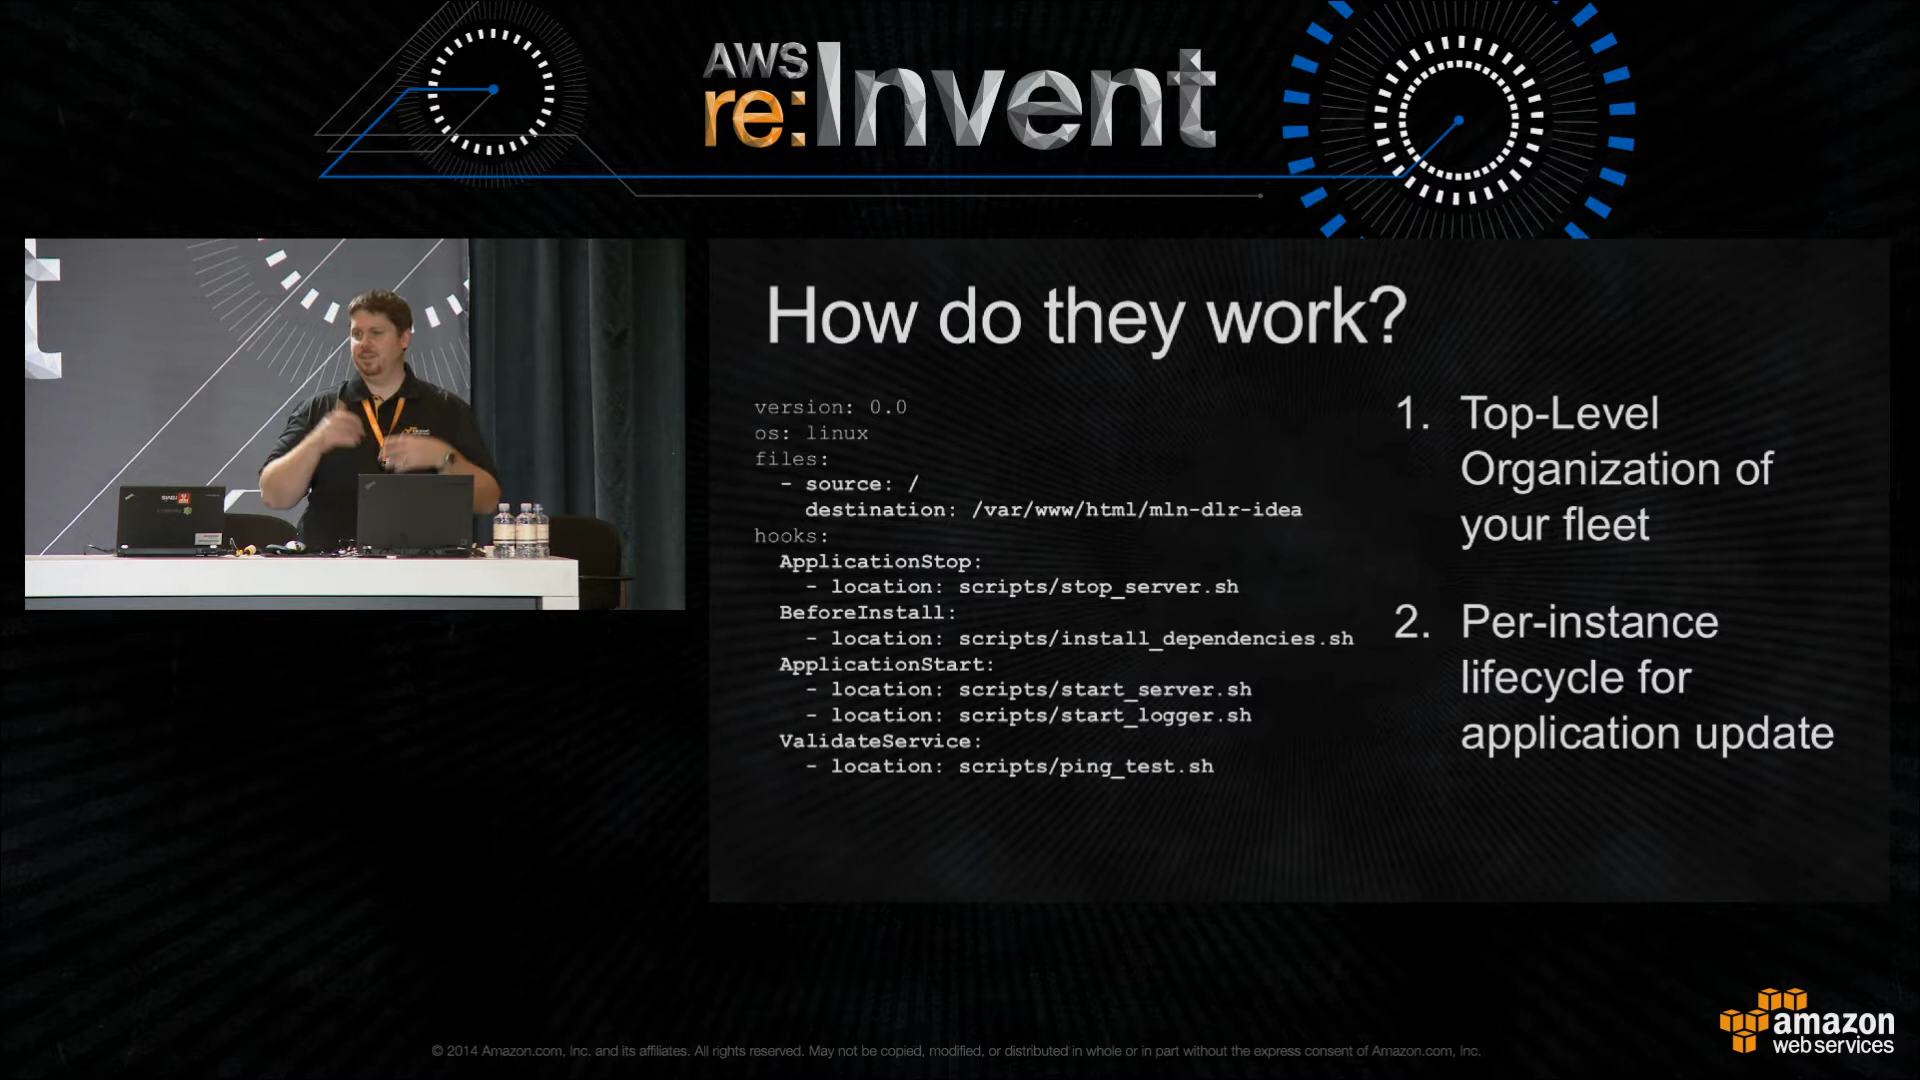 AWS
re:Invent
How do they work?
version: 0.0
os: linux
files:
- source: /
destination: /var/www/html/mln-dlr-idea
hooks:
ApplicationStop:
- location: scripts/stop_server.sh
BeforeInstall:
- location: scripts/install_dependencies.sh
ApplicationStart:
- location: scripts/start_server.sh
- location: scripts/start_logger.sh
ValidateService:
- location: scripts/ping_test.sh
1. Top-Level
Organization of
your fleet
2. Per-instance
lifecycle for
application update
© 2014 Amazon.com, Inc. and its affiliates. All rights reserved. May not be copied, modified, or distributed in whole or in part without the express consent of Amazon.com, Inc.
amazon
web services